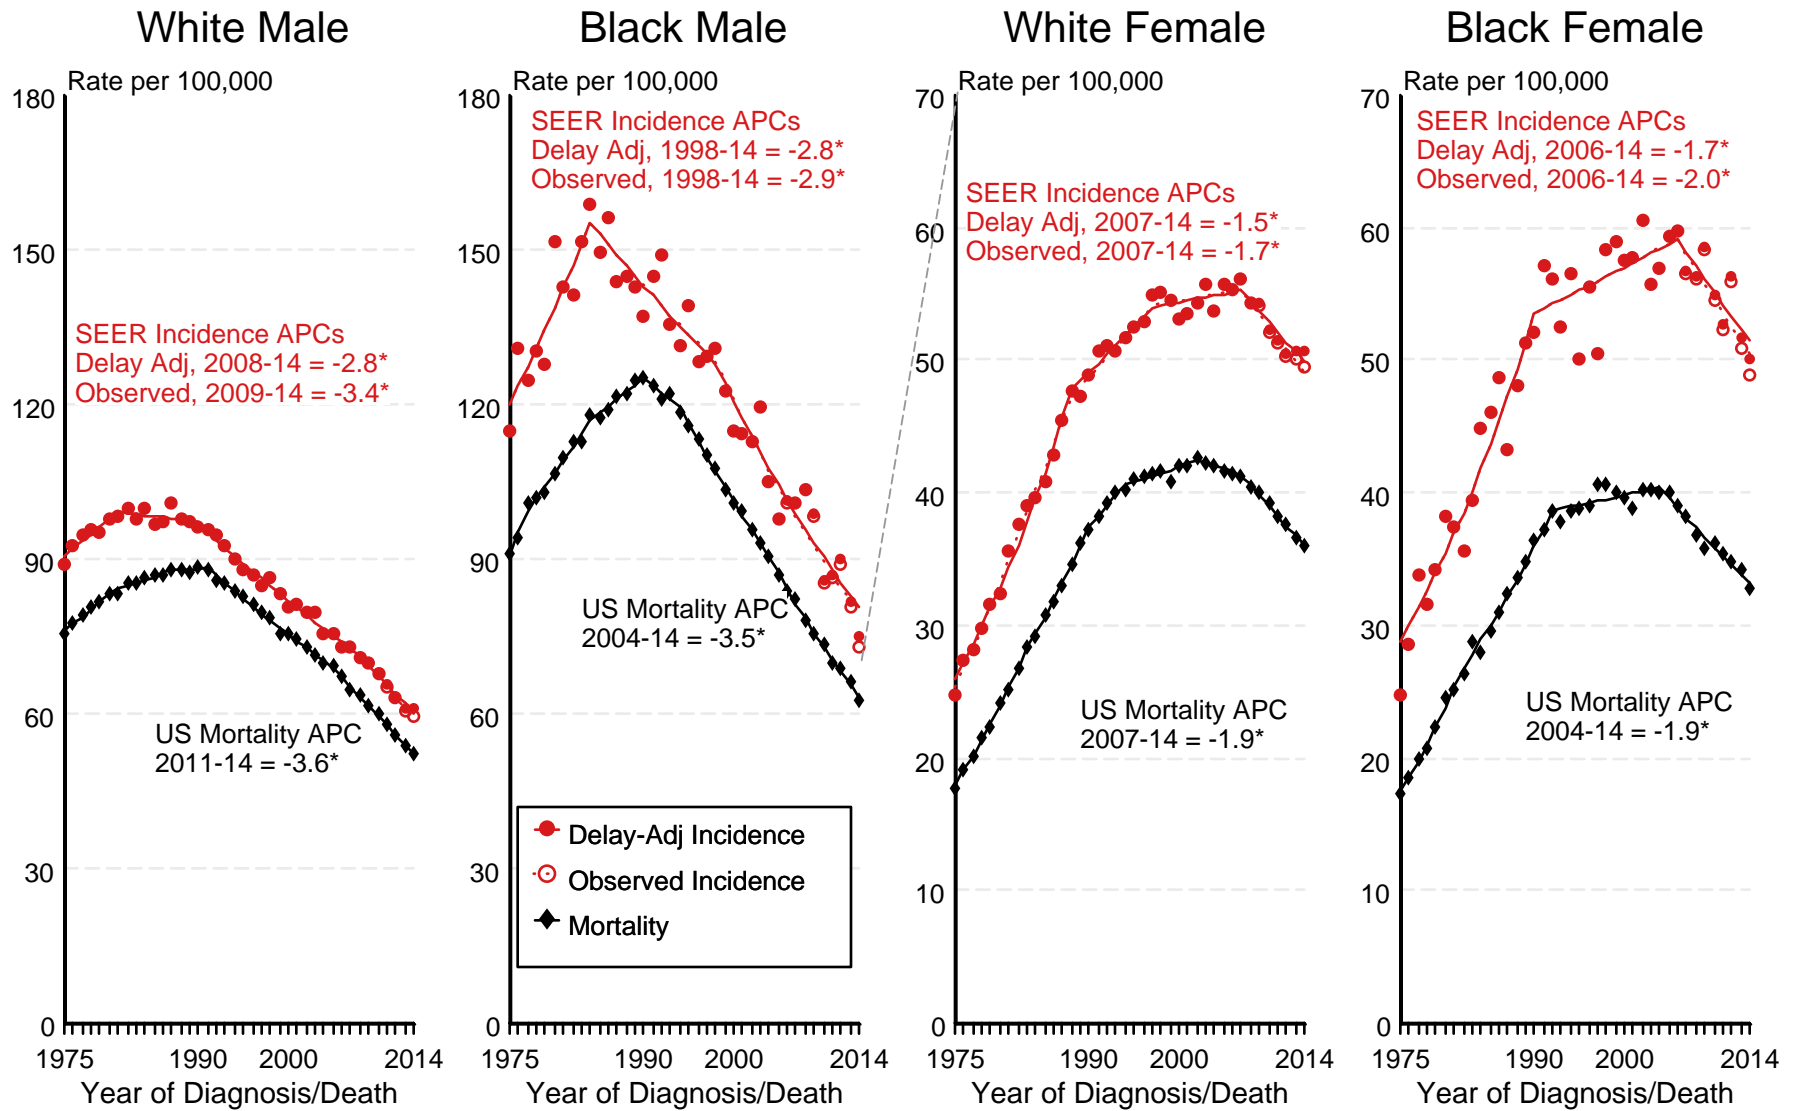 White Male
Rate per 100,000
180
150
120
90
60
30
0
SEER Incidence APCs
Delay Adj, 2008-14 = -2.8*
Observed, 2009-14 = -3.4*
US Mortality APC
2011-14 = -3.6*
1975 1990 2000 2014
Year of Diagnosis/Death
Black Male
Rate per 100,000
180
150
120
90
60
30
0
SEER Incidence APCs
Delay Adj, 1998-14 = -2.8*
Observed, 1998-14 = -2.9*
US Mortality APC
2004-14 = -3.5*
Delay-Adj Incidence
Observed Incidence
Mortality
1975 1990 2000 2014
Year of Diagnosis/Death
White Female
Rate per 100,000
70
60
50
40
30
20
10
0
SEER Incidence APCs
Delay Adj, 2007-14 = -1.5*
Observed, 2007-14 = -1.7*
US Mortality APC
2007-14 = -1.9*
1975 1990 2000 2014
Year of Diagnosis/Death
Black Female
Rate per 100,000
70
60
50
40
30
20
10
0
SEER Incidence APCs
Delay Adj, 2006-14 = -1.7*
Observed, 2006-14 = -2.0*
US Mortality APC
2004-14 = -1.9*
1975 1990 2000 2014
Year of Diagnosis/Death